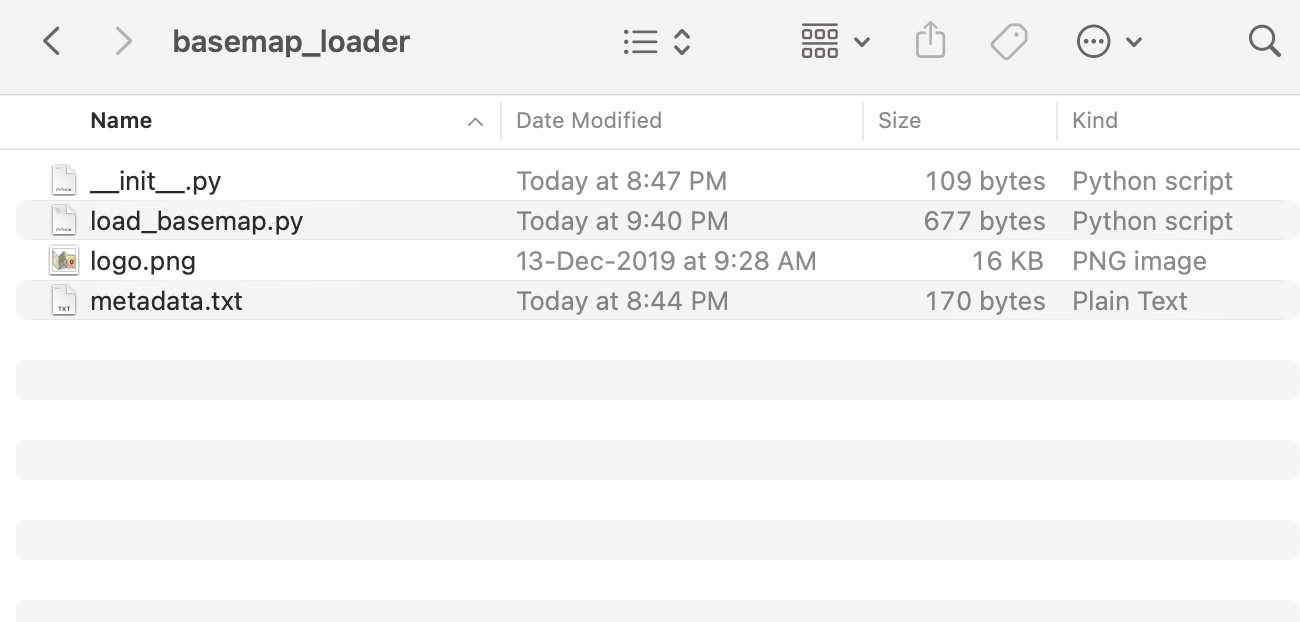 basemap_loader
Name Date Modified Size Kind
__init__.py Today at 8:47 PM 109 bytes Python script
load_basemap.py Today at 9:40 PM 677 bytes Python script
logo.png 13-Dec-2019 at 9:28 AM 16 KB PNG image
TXT metadata.txt Today at 8:44 PM 170 bytes Plain Text